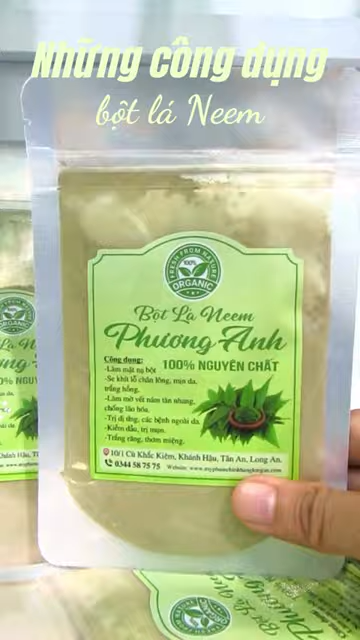 Những công dụng
bột lá Neem
FRESH FROM NATURE
100%
ORGANIC
Bột Lá Neem
Phương Anh
100% NGUYÊN CHẤT
Công dụng:
-Làm mặt nạ bột
-Se khít lỗ chân lông, mịn da,
trắng hồng.
-Làm mờ vết nám tàn nhang,
chống lão hóa.
-Trị dị ứng, các bệnh ngoài da.
-Kiềm dầu, trị mụn.
-Trắng răng, thơm miệng.
10/1 Cù Khắc Kiệm, Khánh Hậu, Tân An, Long An.
0344 58 75 75